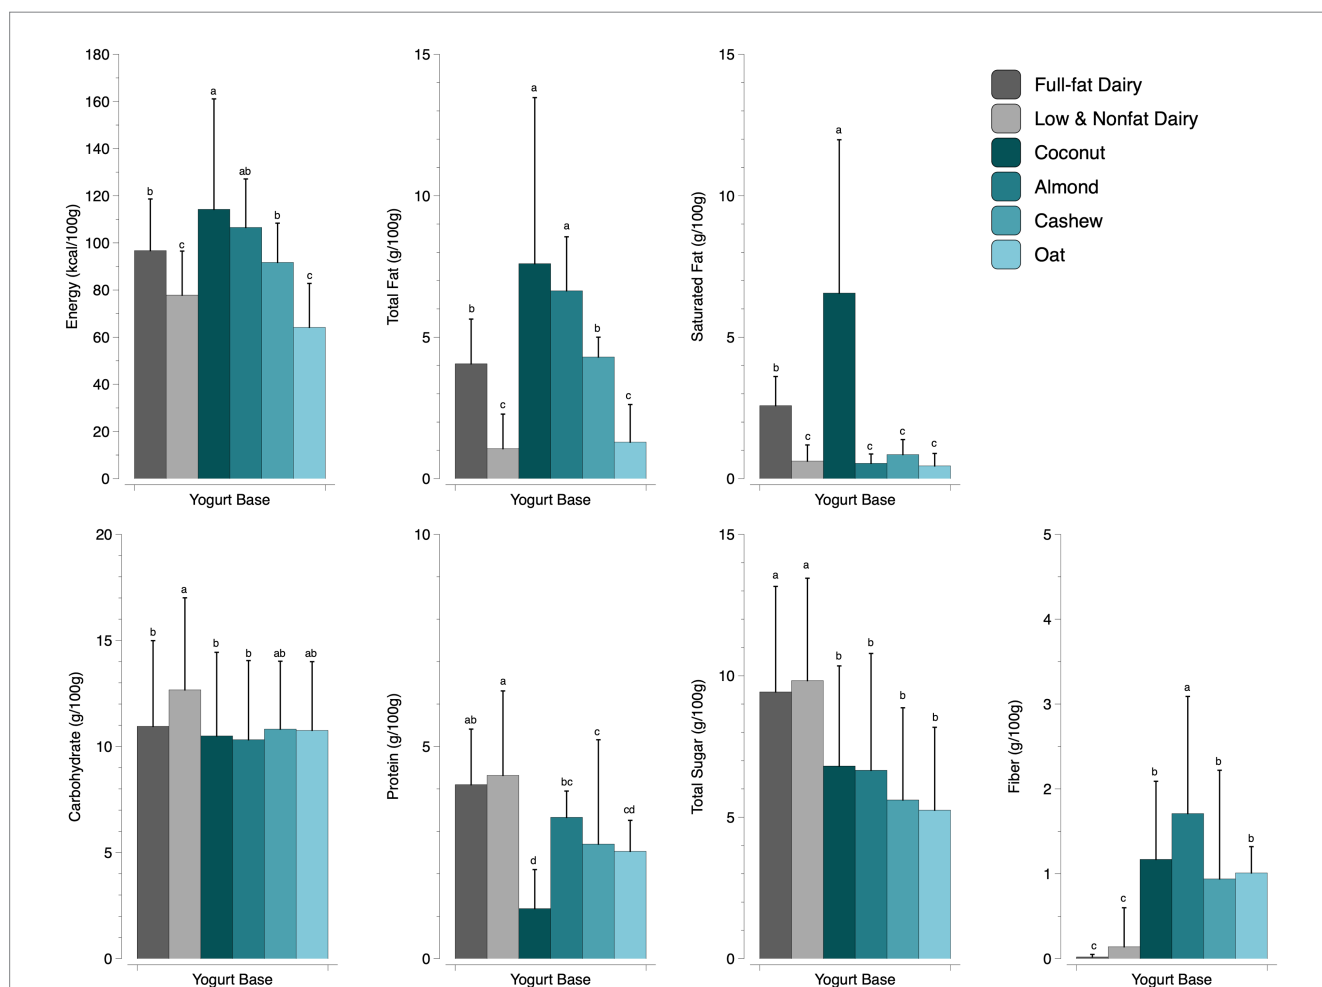 Energy (kcal/100g)
180
160
140
120
100
80
60
40
20
0
b
c
a
ab
b
c
Yogurt Base
Total Fat (g/100g)
15
10
5
0
b
c
a
a
b
c
Yogurt Base
Saturated Fat (g/100g)
15
10
5
0
b
c
a
c
c
c
Yogurt Base
Full-fat Dairy
Low & Nonfat Dairy
Coconut
Almond
Cashew
Oat
Carbohydrate (g/100g)
20
15
10
5
0
b
a
b
b
ab
ab
Yogurt Base
Protein (g/100g)
10
5
0
ab
a
d
bc
c
cd
Yogurt Base
Total Sugar (g/100g)
15
10
5
0
a
a
b
b
b
b
Yogurt Base
Fiber (g/100g)
5
4
3
2
1
0
c
c
b
a
b
b
Yogurt Base